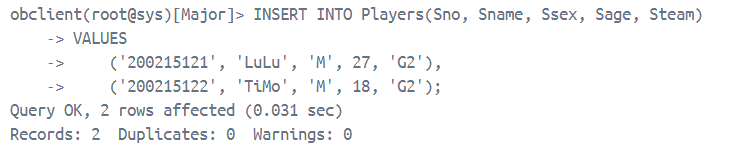 obclient(root@sys)[Major]> INSERT INTO Players(Sno, Sname, Ssex, Sage, Steam)
    -> VALUES
    ->     ('200215121', 'LuLu', 'M', 27, 'G2'),
    ->     ('200215122', 'TiMo', 'M', 18, 'G2');
Query OK, 2 rows affected (0.031 sec)
Records: 2  Duplicates: 0  Warnings: 0